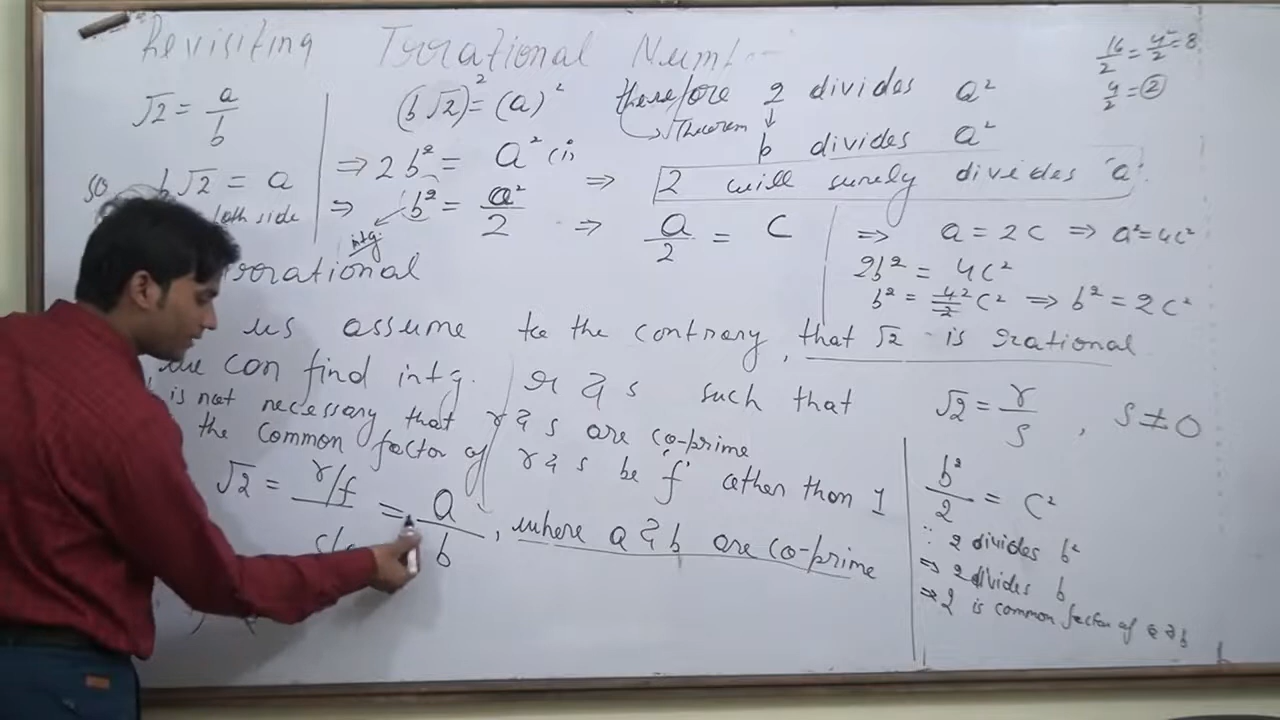 Revisiting Irrational Num
16/2 = 4²/2 = 8
4/2 = 2
√2 = a/b
so b√2 = a
both side
(b√2)² = (a)²
⇒ 2b² = a² (i)
⇒ b² = a²/2
intg.
therefore 2 divides a²
Theorem b divides a²
⇒ 2 will surely divides 'a'.
⇒ a/2 = c
⇒ a = 2c ⇒ a² = 4c²
2b² = 4c²
b² = 4²/2 c² ⇒ b² = 2c²
irrational
us assume to the contrary, that √2 is rational
we can find intg. r & s such that √2 = r/s, s ≠ 0
is not necessary that r & s are co-prime
the common factor of r & s be 'f' other than 1
√2 = r/f = a/b, where a & b are co-prime
b²/2 = c²
∵ 2 divides b²
⇒ 2 divides b
⇒ 2 is common factor of a & b